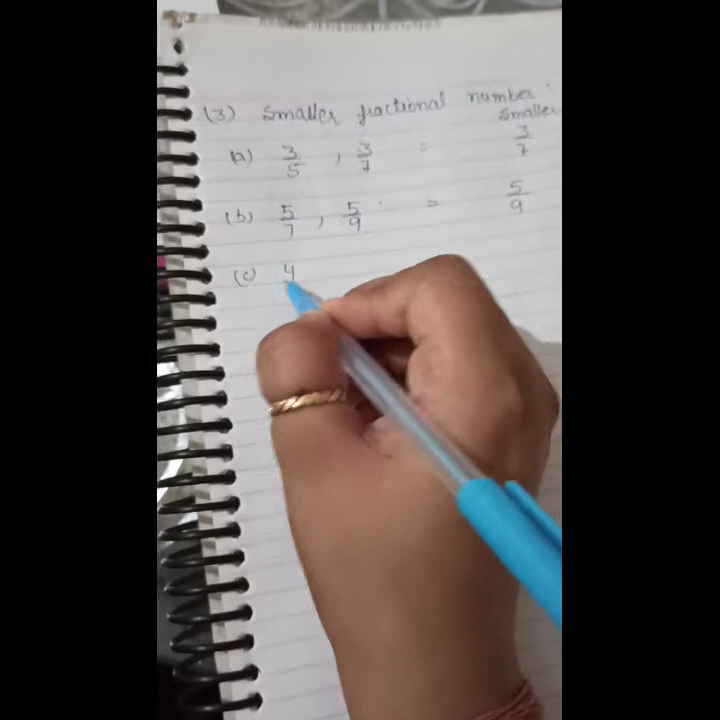 (3) Smaller fractional number :
Smaller
(a) 3/5 , 3/7 = 3/7
(b) 5/7 , 5/9 = 5/9
(c) 4